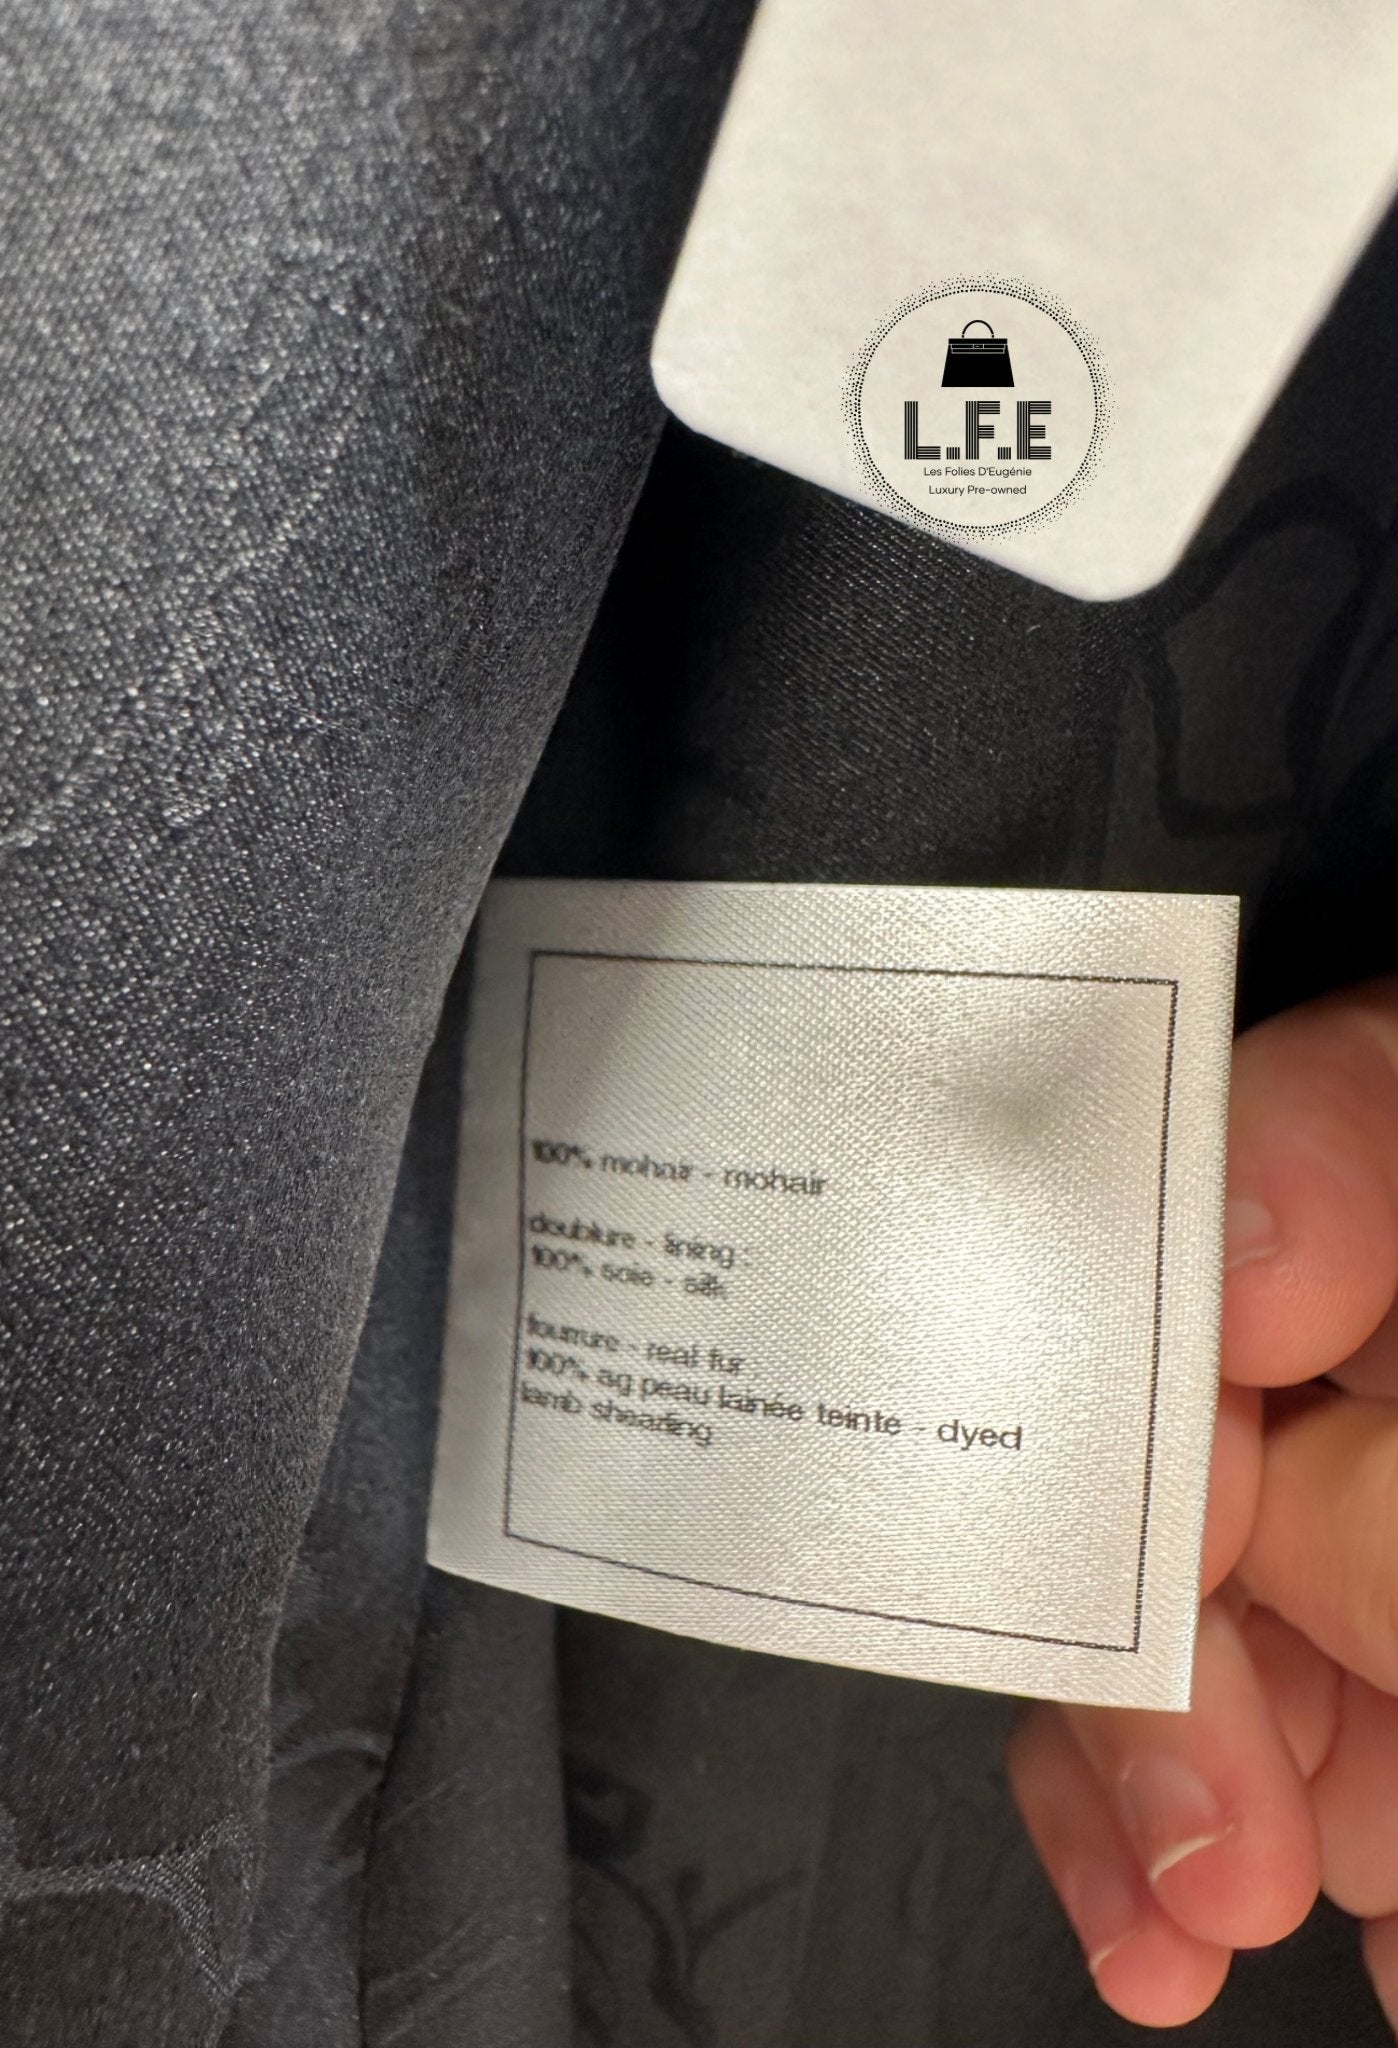 L.F.E
Les Folies D'Eugénie
Luxury Pre-owned
100% mohair - mohair
doublure - lining :
100% soie - silk
fourrure - real fur
100% ag peau lainée teinte - dyed
lamb shearling